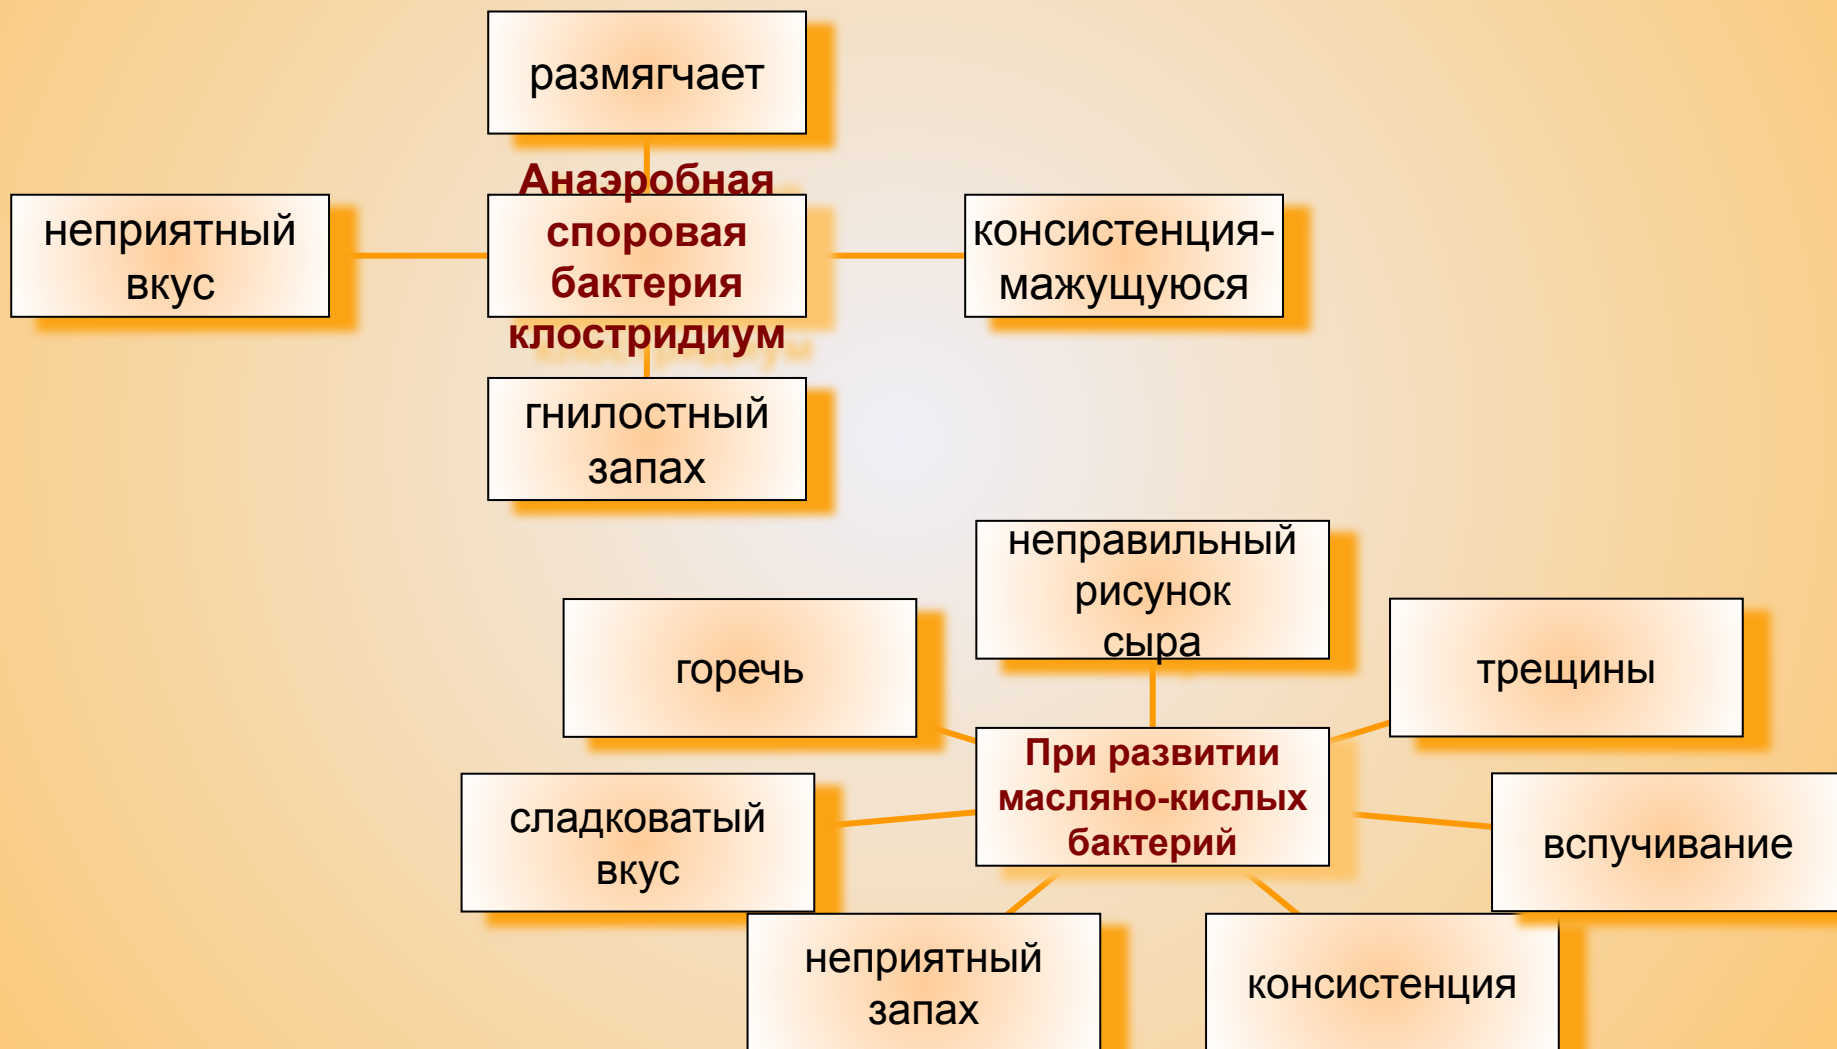 размягчает
неприятный
вкус
Анаэробная
споровая
бактерия
клостридиум
консистенция-
мажущуюся
гнилостный
запах
неправильный
рисунок
сыра
горечь
трещины
При развитии
масляно-кислых
бактерий
сладковатый
вкус
вспучивание
неприятный
запах
консистенция